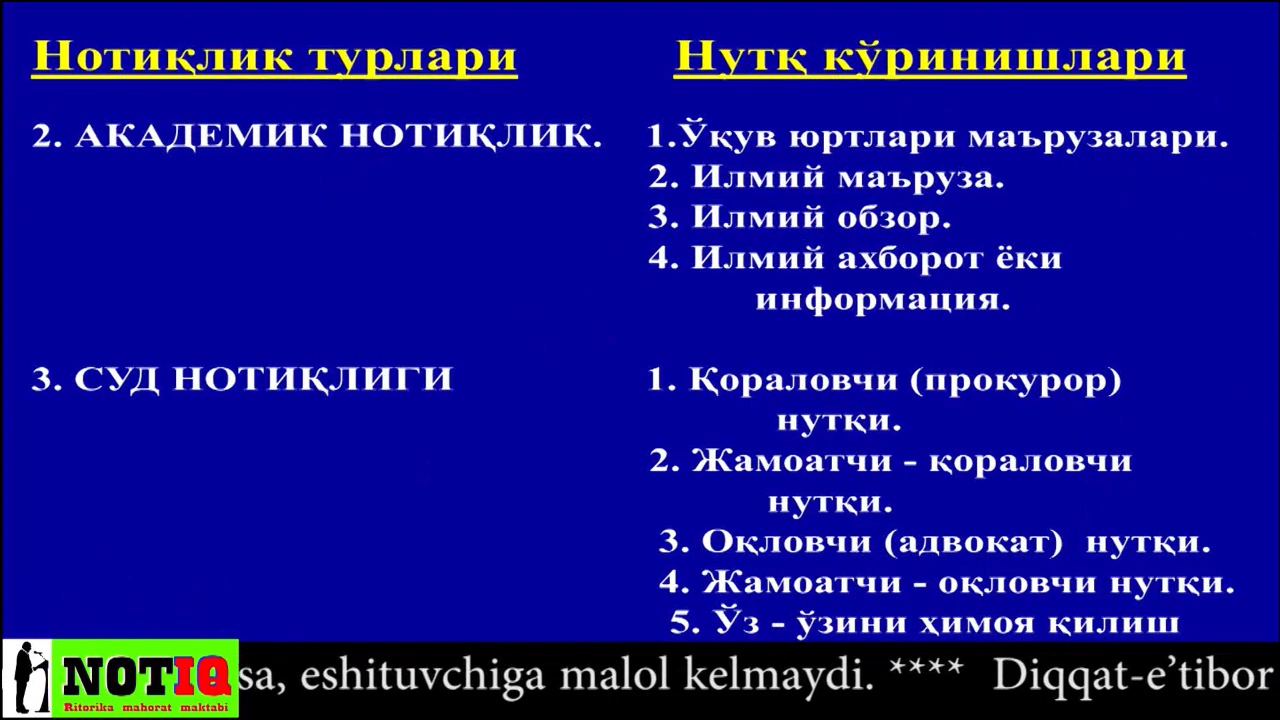 Нотиқлик турлари
Нутқ кўринишлари
2. АКАДЕМИК НОТИҚЛИК.
1.Ўқув юртлари маърузалари.
2. Илмий маъруза.
3. Илмий обзор.
4. Илмий ахборот ёки
информация.
3. СУД НОТИҚЛИГИ
1. Қораловчи (прокурор)
нутқи.
2. Жамоатчи - қораловчи
нутқи.
3. Оқловчи (адвокат) нутқи.
4. Жамоатчи - оқловчи нутқи.
5. Ўз - ўзини ҳимоя қилиш
NOTIQ
Ritorika mahorat maktabi
sa, eshituvchiga malol kelmaydi. **** Diqqat-e’tibor